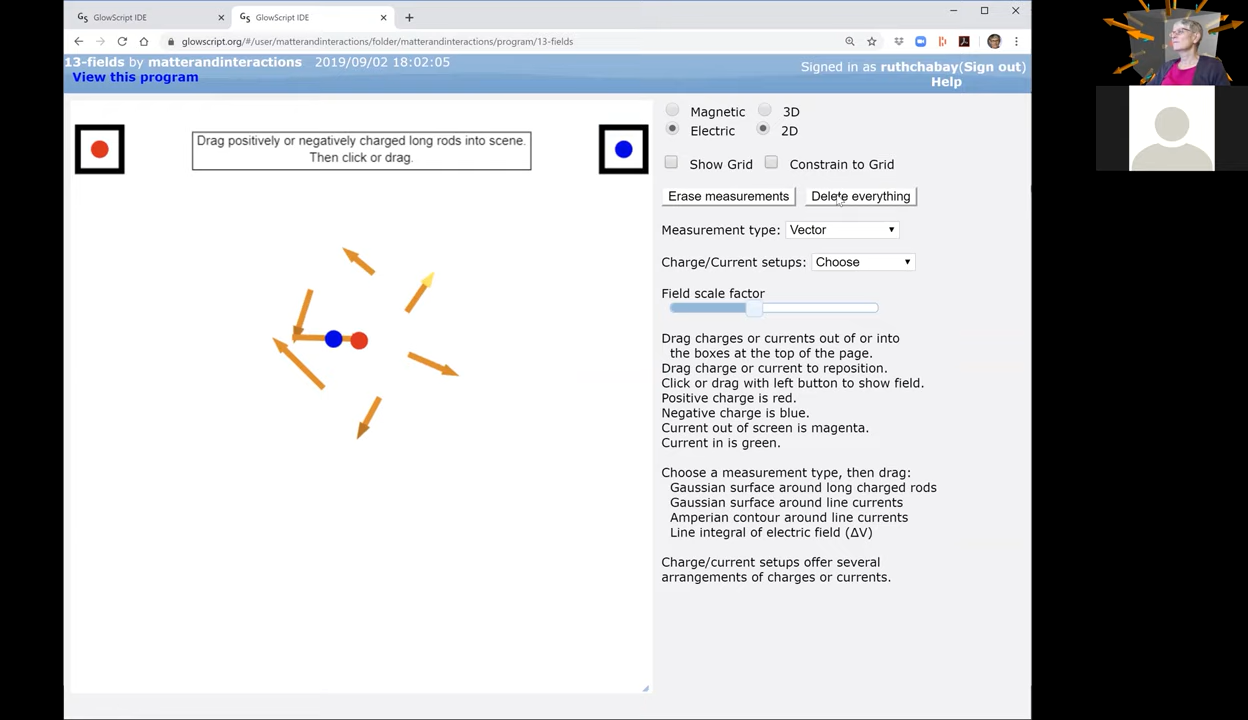 GlowScript IDE
GlowScript IDE
glowscript.org/#/user/matterandinteractions/folder/matterandinteractions/program/13-fields
13-fields by matterandinteractions 2019/09/02 18:02:05
View this program
Signed in as ruthchabay(Sign out)
Help
Drag positively or negatively charged long rods into scene.
Then click or drag.
Magnetic 3D
Electric 2D
Show Grid Constrain to Grid
Erase measurements Delete everything
Measurement type: Vector
Charge/Current setups: Choose
Field scale factor
Drag charges or currents out of or into
the boxes at the top of the page.
Drag charge or current to reposition.
Click or drag with left button to show field.
Positive charge is red.
Negative charge is blue.
Current out of screen is magenta.
Current in is green.
Choose a measurement type, then drag:
Gaussian surface around long charged rods
Gaussian surface around line currents
Amperian contour around line currents
Line integral of electric field (ΔV)
Charge/current setups offer several
arrangements of charges or currents.